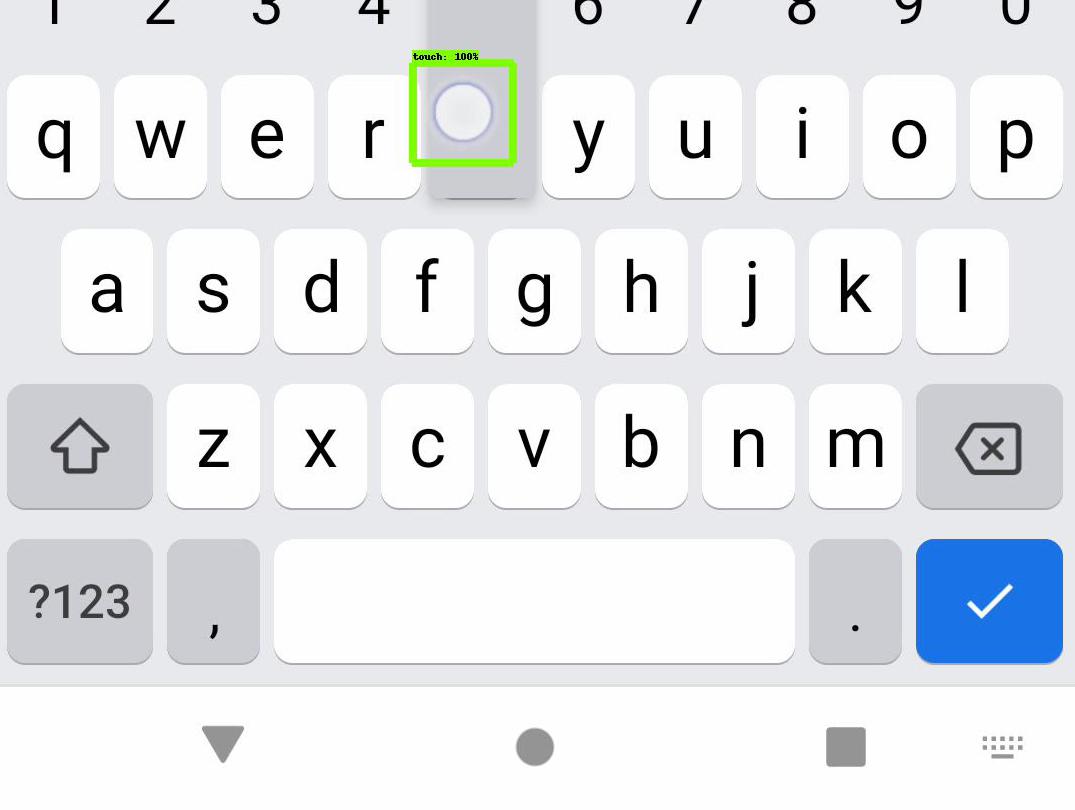 1 2 3 4 6 7 8 9 0
touch: 100%
q w e r y u i o p
a s d f g h j k l
z x c v b n m
?123 , .